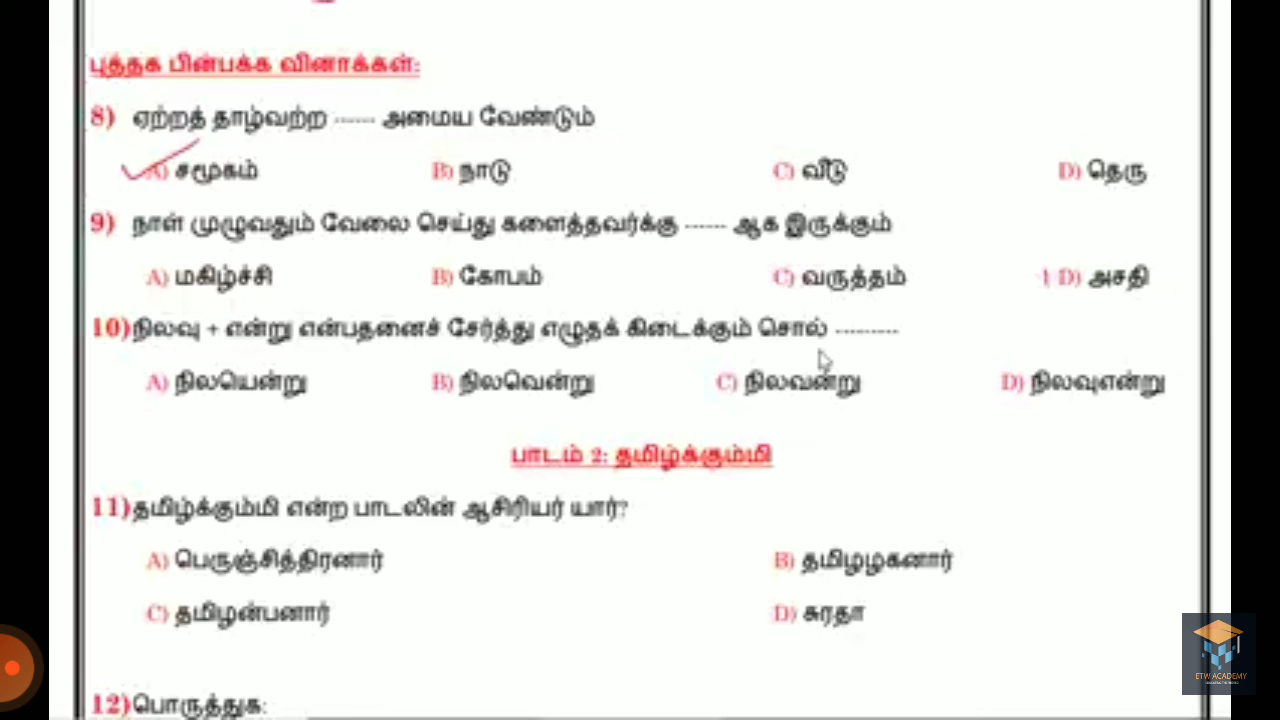 புத்தக பின்பக்க வினாக்கள்:
8) ஏற்றத் தாழ்வற்ற ------ அமைய வேண்டும்
A) சமூகம் B) நாடு C) வீடு D) தெரு
9) நாள் முழுவதும் வேலை செய்து களைத்தவர்க்கு ------ ஆக இருக்கும்
A) மகிழ்ச்சி B) கோபம் C) வருத்தம் D) அசதி
10) நிலவு + என்று என்பதனைச் சேர்த்து எழுதக் கிடைக்கும் சொல் ---------
A) நிலயென்று B) நிலவென்று C) நிலவன்று D) நிலவுஎன்று
பாடம் 2: தமிழ்க்கும்மி
11) தமிழ்க்கும்மி என்ற பாடலின் ஆசிரியர் யார்?
A) பெருஞ்சித்திரனார் B) தமிழழகனார்
C) தமிழன்பனார் D) சுரதா
12) பொருத்துக:
ETW ACADEMY